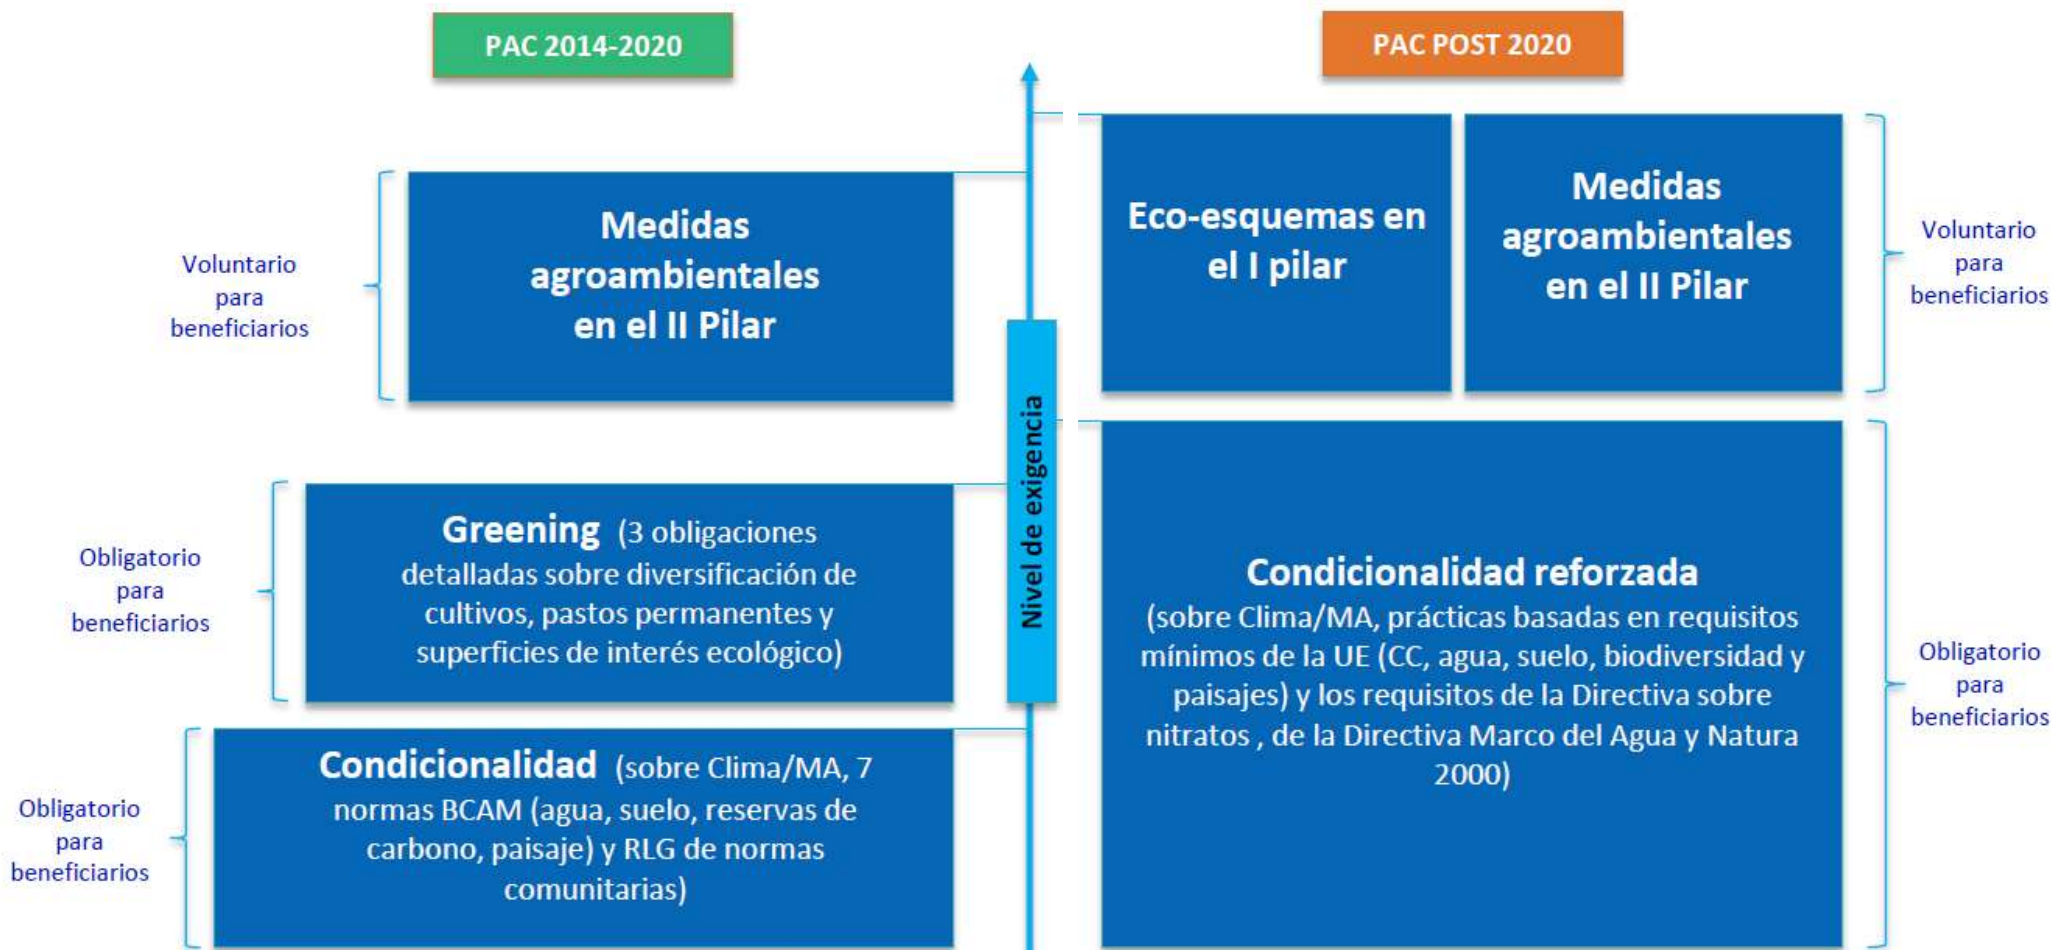 PAC 2014-2020
Voluntario
para
beneficiarios
Medidas
agroambientales
en el II Pilar
Obligatorio
para
beneficiarios
Greening (3 obligaciones
detalladas sobre diversificación de
cultivos, pastos permanentes y
superficies de interés ecológico)
Obligatorio
para
beneficiarios
Condicionalidad (sobre Clima/MA, 7
normas BCAM (agua, suelo, reservas de
carbono, paisaje) y RLG de normas
comunitarias)
Nivel de exigencia
PAC POST 2020
Eco-esquemas en
el I pilar
Medidas
agroambientales
en el II Pilar
Voluntario
para
beneficiarios
Condicionalidad reforzada
(sobre Clima/MA, prácticas basadas en requisitos
mínimos de la UE (CC, agua, suelo, biodiversidad y
paisajes) y los requisitos de la Directiva sobre
nitratos , de la Directiva Marco del Agua y Natura
2000)
Obligatorio
para
beneficiarios